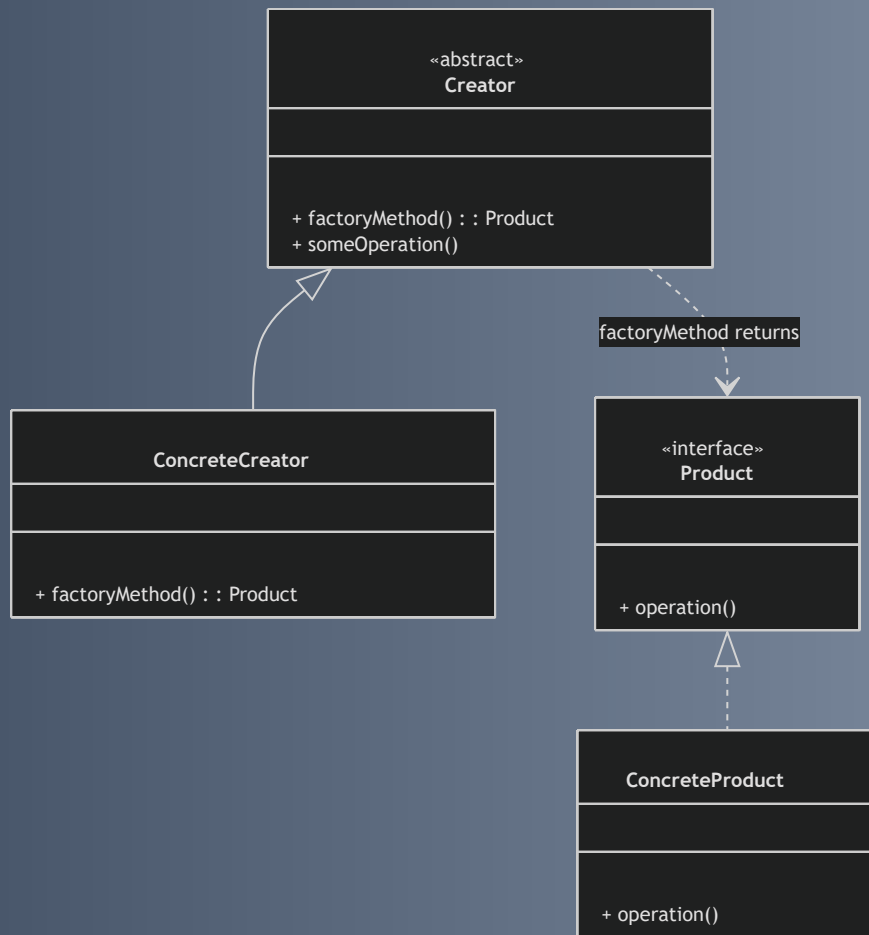 «abstract»
Creator
+ factoryMethod() : : Product
+ someOperation()
factoryMethod returns
ConcreteCreator
+ factoryMethod() : : Product
«interface»
Product
+ operation()
ConcreteProduct
+ operation()